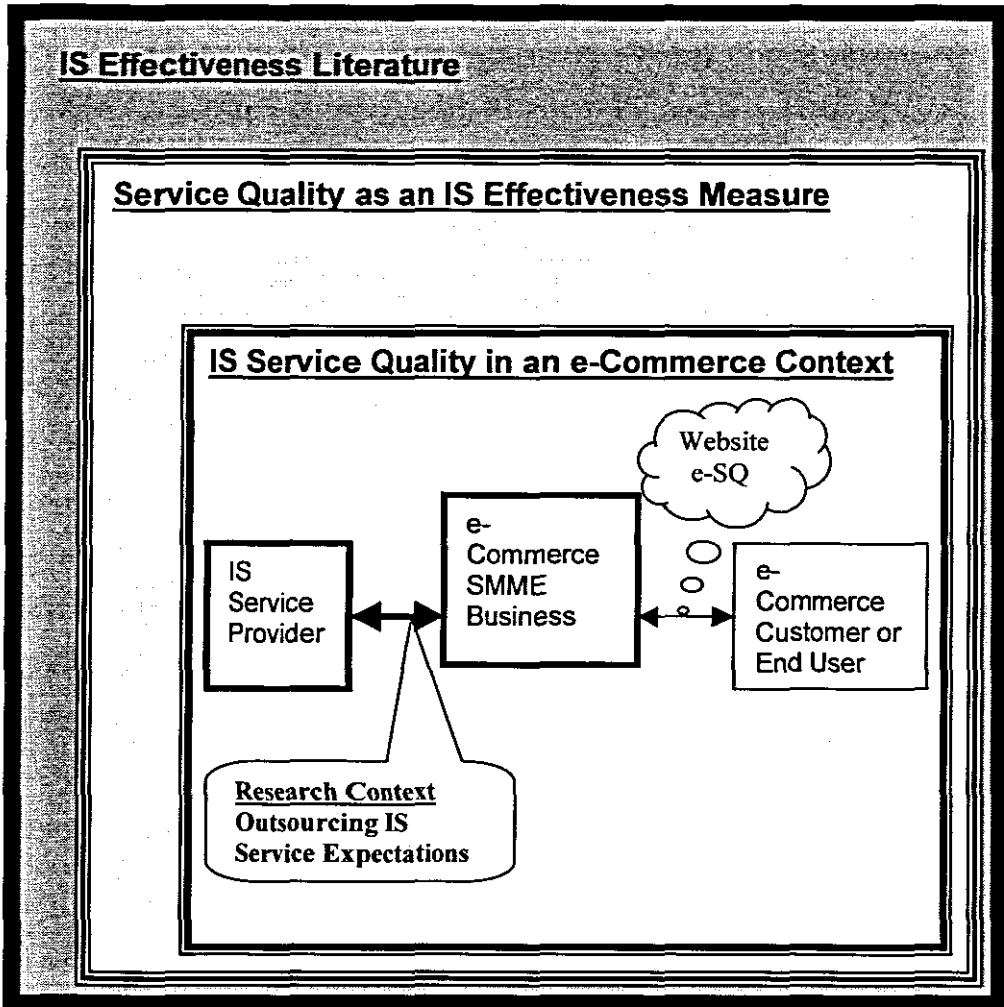 IS Effectiveness Literature
Service Quality as an IS Effectiveness Measure
IS Service Quality in an e-Commerce Context
Website
e-SQ
IS
Service
Provider
e-
Commerce
SMME
Business
e-
Commerce
Customer or
End User
Research Context
Outsourcing IS
Service Expectations